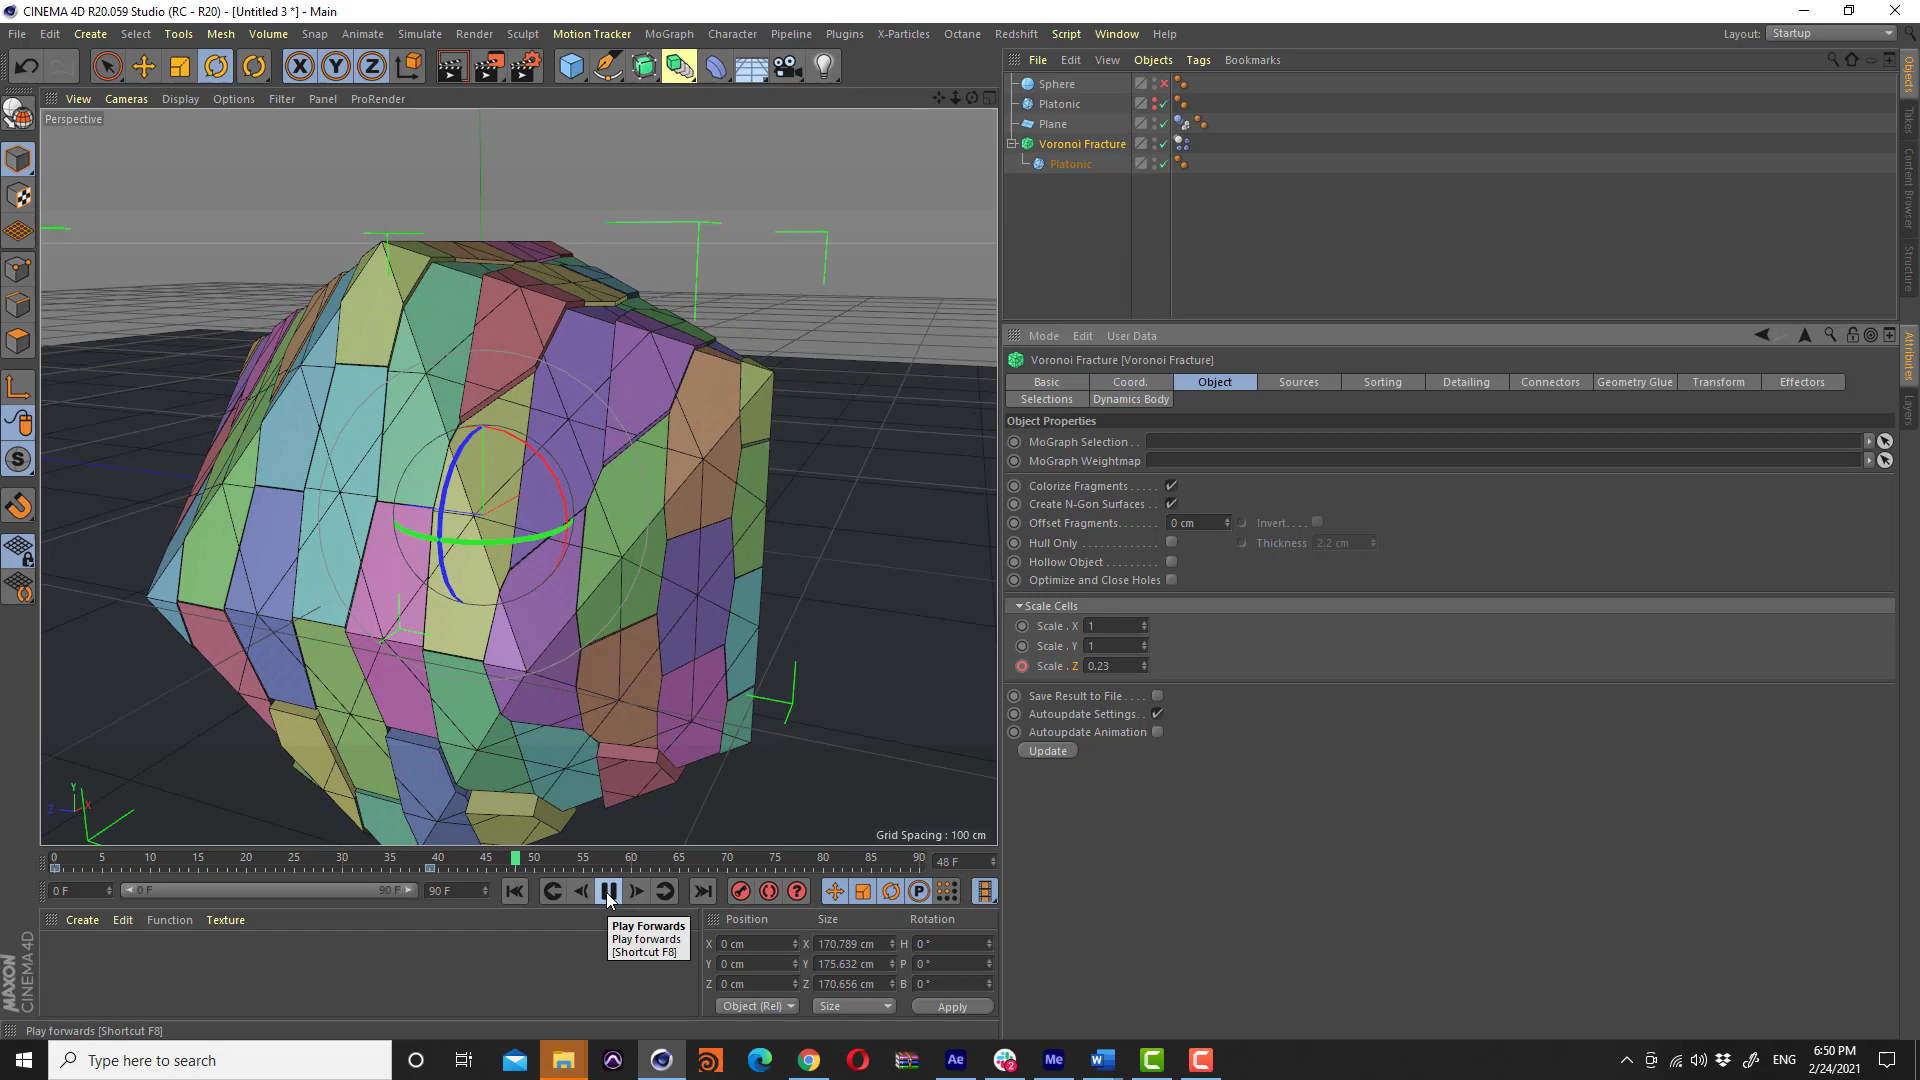 CINEMA 4D R20.059 Studio (RC - R20) - [Untitled 3 *] - Main
File Edit Create Select Tools Mesh Volume Snap Animate Simulate Render Sculpt Motion Tracker MoGraph Character Pipeline Plugins X-Particles Octane Redshift Script Window Help
Layout: Startup
X Y Z
File Edit View Objects Tags Bookmarks
View Cameras Display Options Filter Panel ProRender
Perspective
Sphere
Platonic
Plane
Voronoi Fracture
Platonic
Objects
Takes
Content Browser
Structure
Mode Edit User Data
Voronoi Fracture [Voronoi Fracture]
Basic Coord. Object Sources Sorting Detailing Connectors Geometry Glue Transform Effectors
Selections Dynamics Body
Attributes
Layers
Object Properties
MoGraph Selection . .
MoGraph Weightmap
Colorize Fragments . . . . .
Create N-Gon Surfaces . .
Offset Fragments. . . . . . . 0 cm Invert. . . .
Hull Only . . . . . . . . . . . . . Thickness 2.2 cm
Hollow Object . . . . . . . . .
Optimize and Close Holes
Scale Cells
Scale . X 1
Scale . Y 1
Scale . Z 0.23
Save Result to File . . . .
Autoupdate Settings. . .
Autoupdate Animation
Update
S
Y
Z X
Grid Spacing : 100 cm
0 5 10 15 20 25 30 35 40 45 50 55 60 65 70 75 80 85 90 48 F
0 F 0 F 90 F 90 F P
Create Edit Function Texture
Play Forwards
Play forwards
[Shortcut F8]
Position Size Rotation
X 0 cm X 170.789 cm H 0 °
Y 0 cm Y 175.632 cm P 0 °
Z 0 cm Z 170.656 cm B 0 °
Object (Rel) Size Apply
MAXON
CINEMA 4D
Play forwards [Shortcut F8]
Type here to search
Ae
2
Me
W
C
C
ENG
6:50 PM
2/24/2021